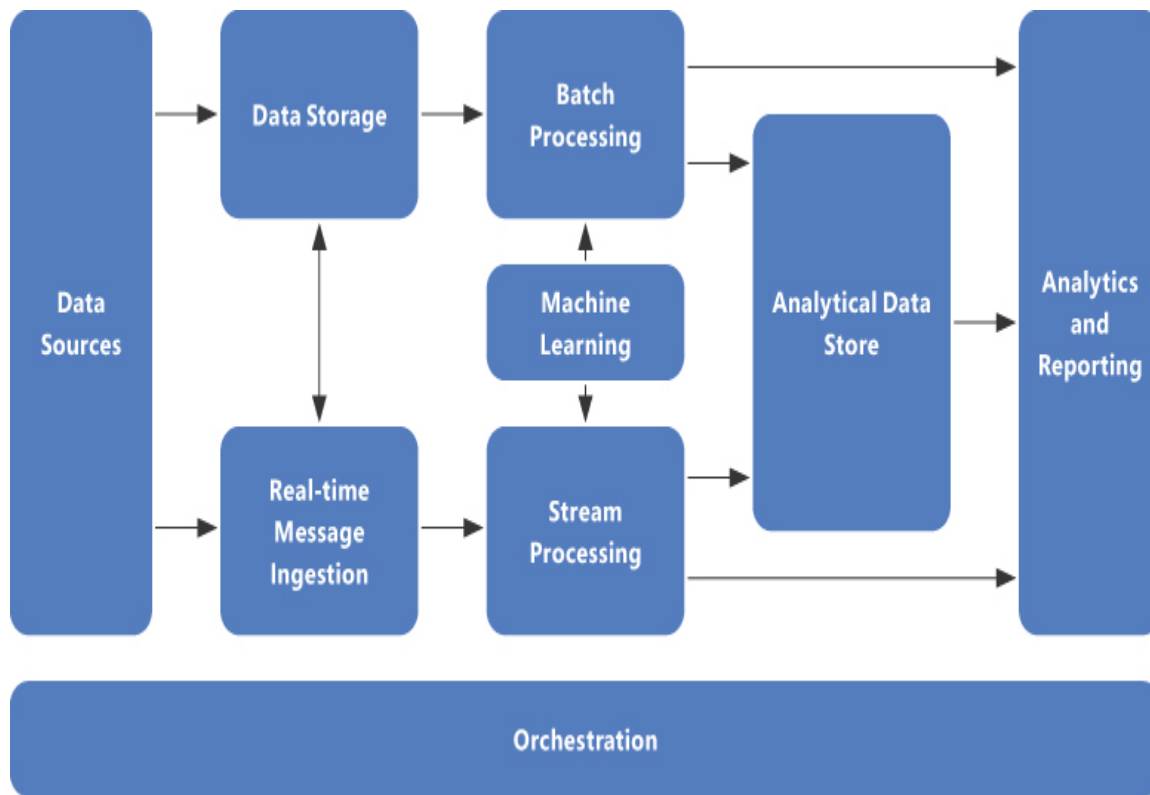 Data
Sources
Data Storage
Batch
Processing
Machine
Learning
Analytical Data
Store
Analytics
and
Reporting
Real-time
Message
Ingestion
Stream
Processing
Orchestration